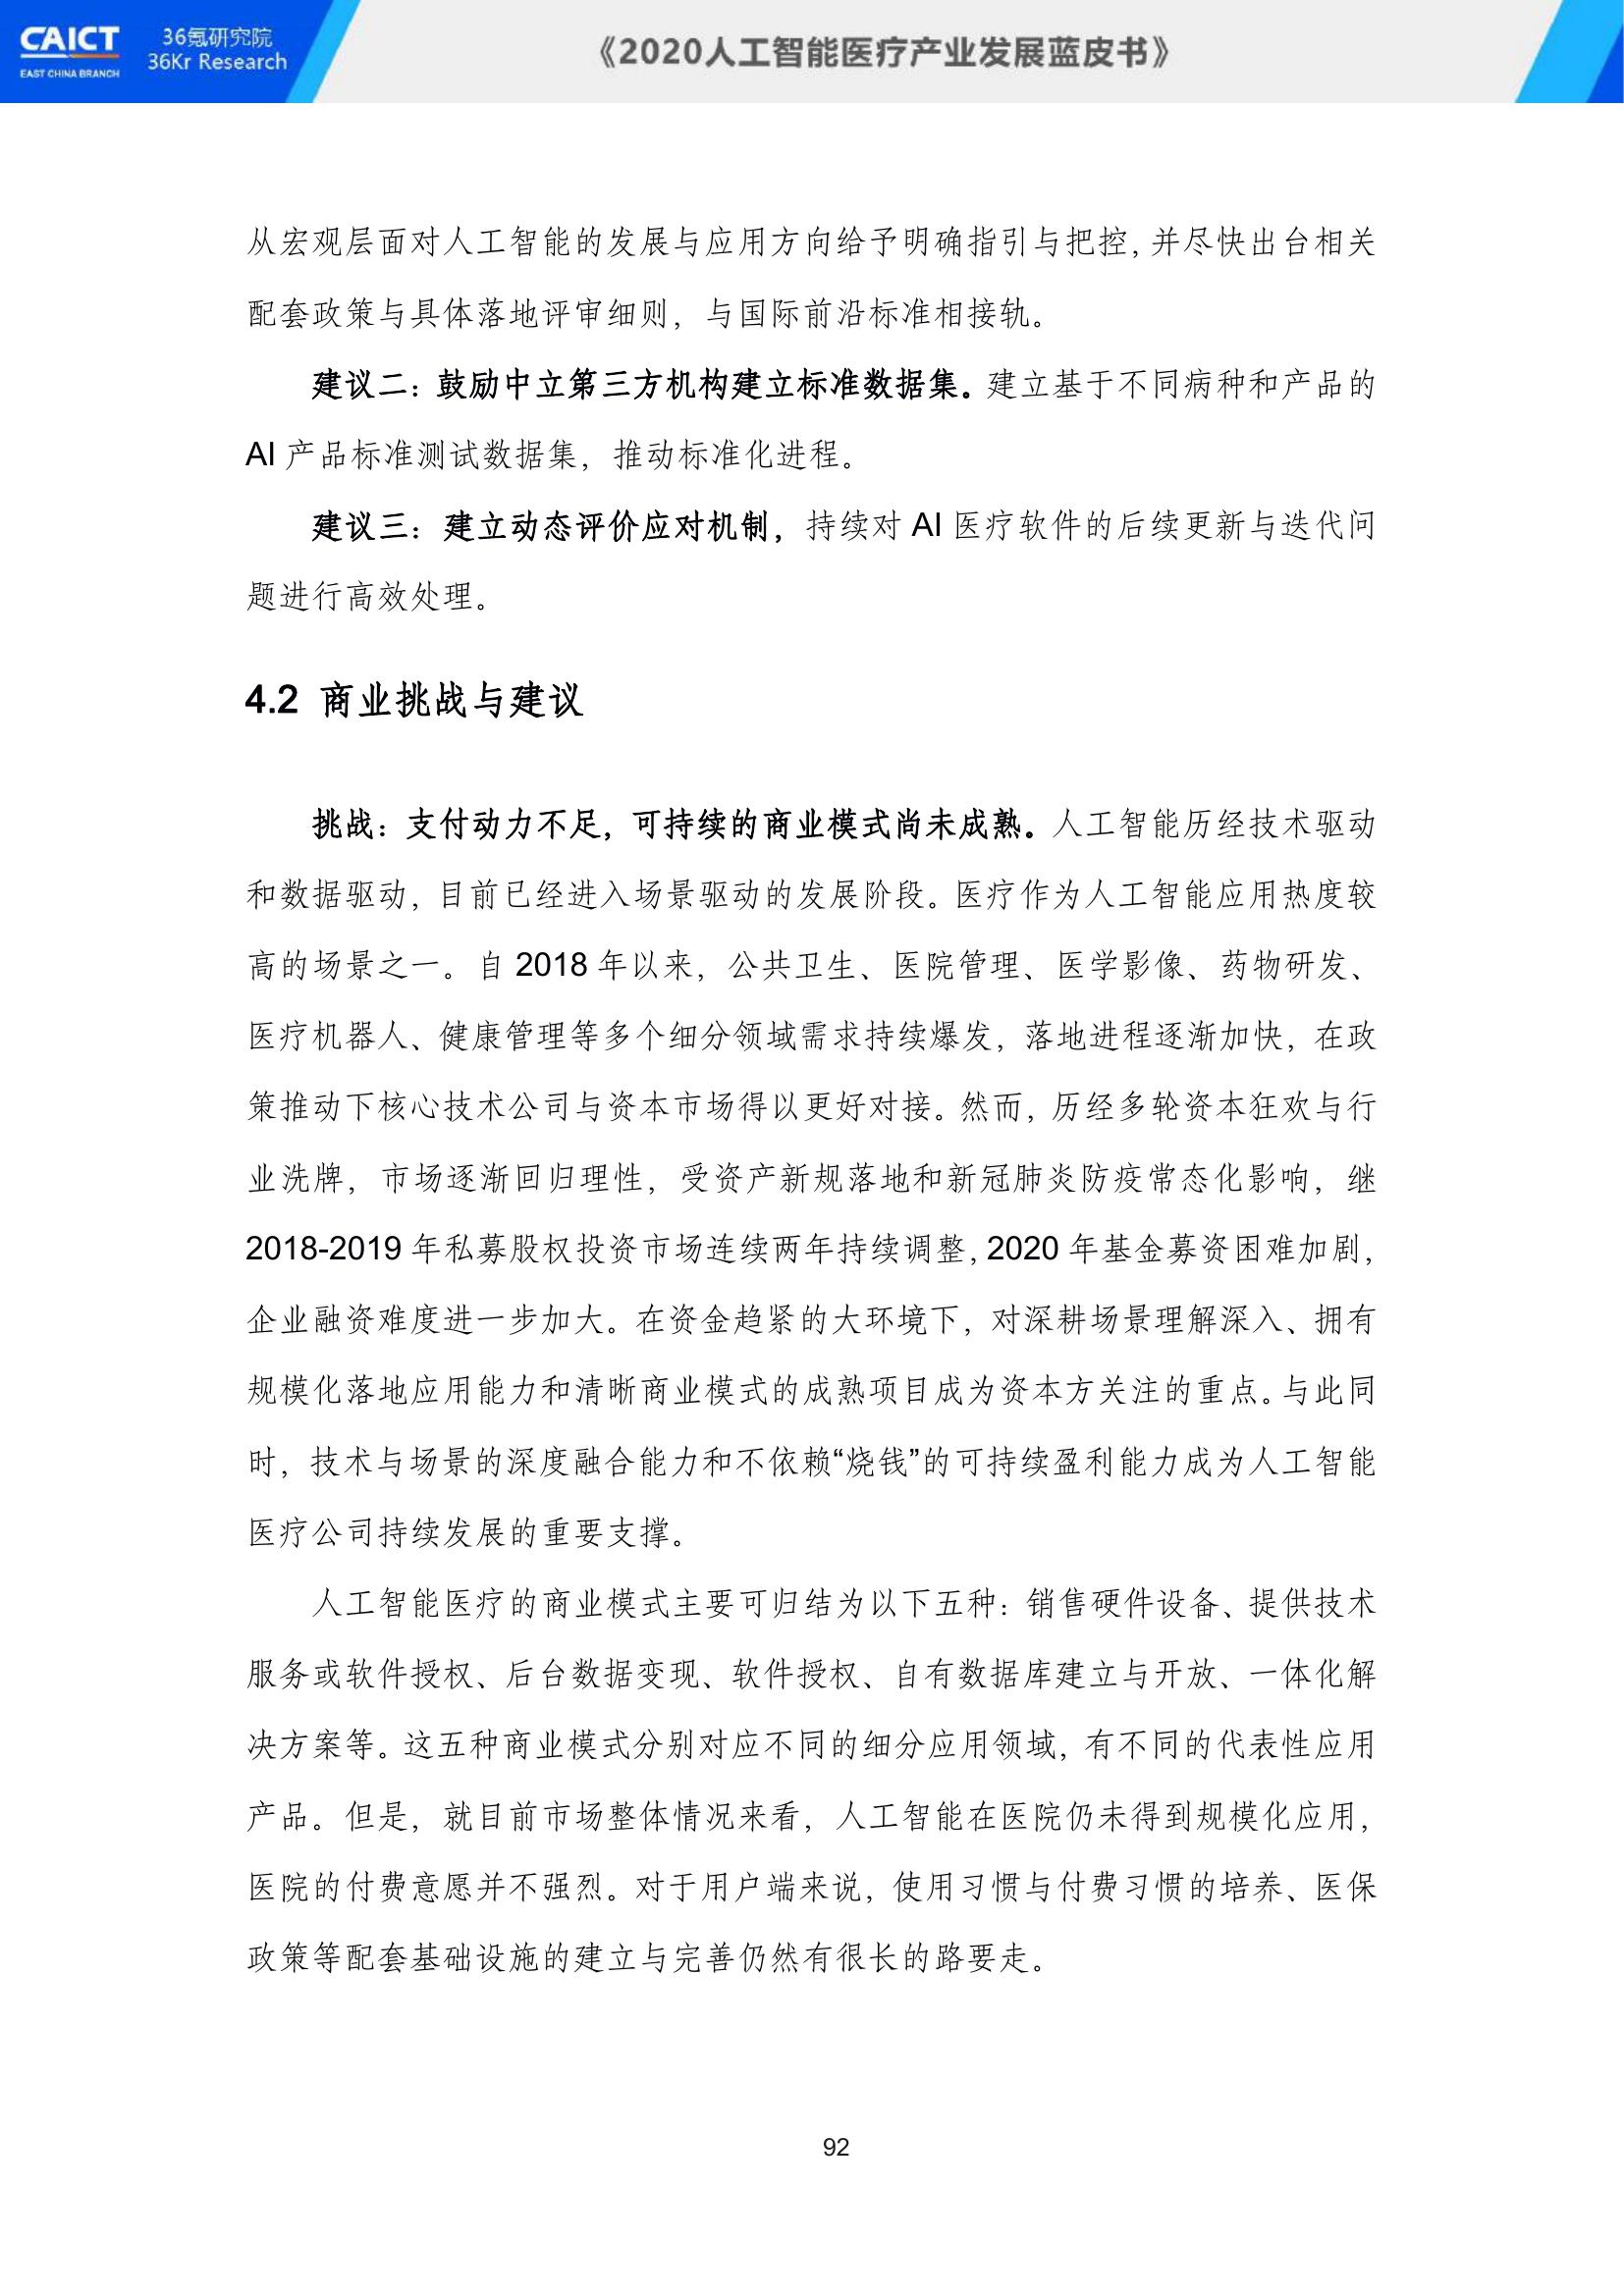 CAICT
EAST CHINA BRANCH
36氪研究院
36Kr Research
《2020人工智能医疗产业发展蓝皮书》
从宏观层面对人工智能的发展与应用方向给予明确指引与把控，并尽快出台相关
配套政策与具体落地评审细则，与国际前沿标准相接轨。
建议二：鼓励中立第三方机构建立标准数据集。建立基于不同病种和产品的
AI 产品标准测试数据集，推动标准化进程。
建议三：建立动态评价应对机制，持续对 AI 医疗软件的后续更新与迭代问
题进行高效处理。
4.2 商业挑战与建议
挑战：支付动力不足，可持续的商业模式尚未成熟。人工智能历经技术驱动
和数据驱动，目前已经进入场景驱动的发展阶段。医疗作为人工智能应用热度较
高的场景之一。自 2018 年以来，公共卫生、医院管理、医学影像、药物研发、
医疗机器人、健康管理等多个细分领域需求持续爆发，落地进程逐渐加快，在政
策推动下核心技术公司与资本市场得以更好对接。然而，历经多轮资本狂欢与行
业洗牌，市场逐渐回归理性，受资产新规落地和新冠肺炎防疫常态化影响，继
2018-2019 年私募股权投资市场连续两年持续调整，2020 年基金募资困难加剧，
企业融资难度进一步加大。在资金趋紧的大环境下，对深耕场景理解深入、拥有
规模化落地应用能力和清晰商业模式的成熟项目成为资本方关注的重点。与此同
时，技术与场景的深度融合能力和不依赖“烧钱”的可持续盈利能力成为人工智能
医疗公司持续发展的重要支撑。
人工智能医疗的商业模式主要可归结为以下五种：销售硬件设备、提供技术
服务或软件授权、后台数据变现、软件授权、自有数据库建立与开放、一体化解
决方案等。这五种商业模式分别对应不同的细分应用领域，有不同的代表性应用
产品。但是，就目前市场整体情况来看，人工智能在医院仍未得到规模化应用，
医院的付费意愿并不强烈。对于用户端来说，使用习惯与付费习惯的培养、医保
政策等配套基础设施的建立与完善仍然有很长的路要走。
92